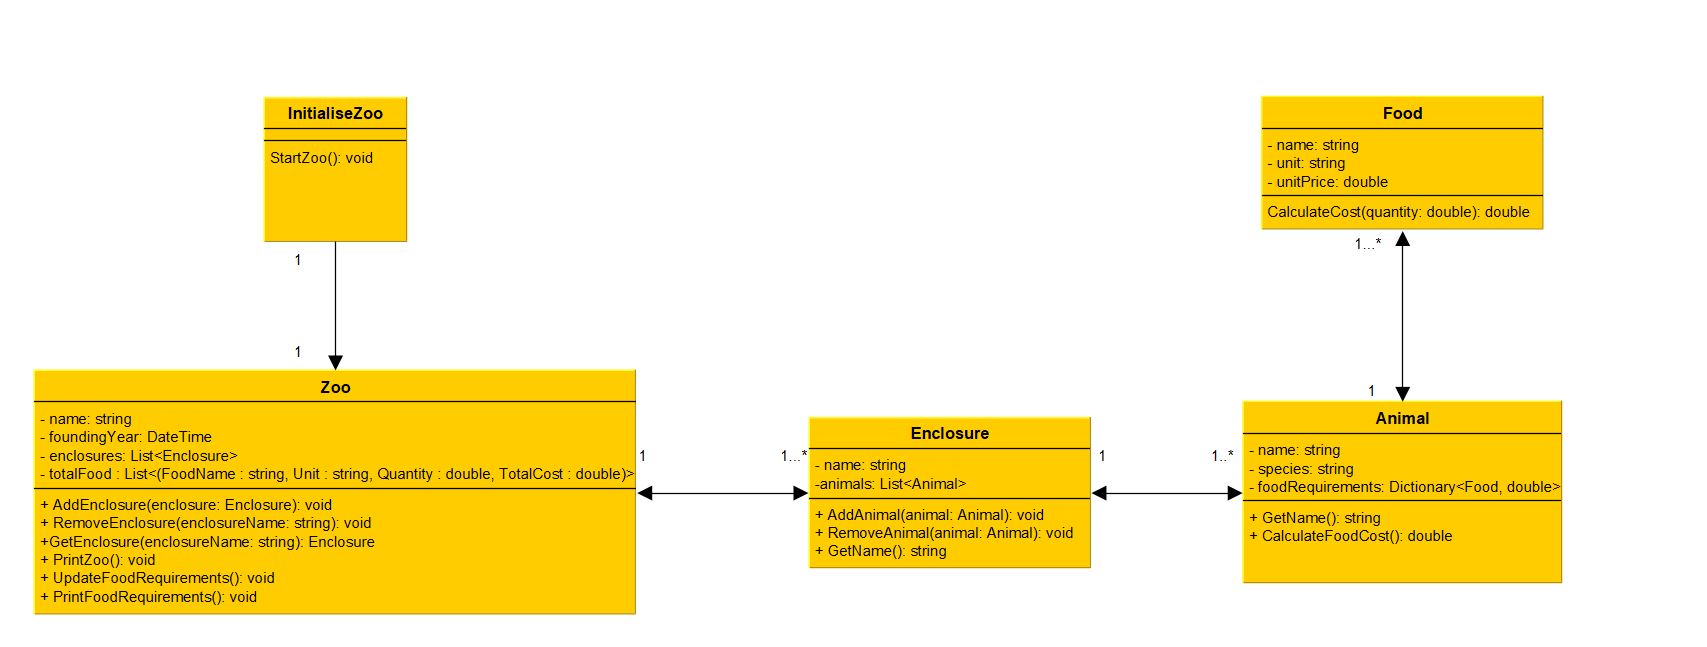 InitialiseZoo
StartZoo(): void
1
1
Zoo
- name: string
- foundingYear: DateTime
- enclosures: List<Enclosure>
- totalFood : List<(FoodName : string, Unit : string, Quantity : double, TotalCost : double)>
+ AddEnclosure(enclosure: Enclosure): void
+ RemoveEnclosure(enclosureName: string): void
+GetEnclosure(enclosureName: string): Enclosure
+ PrintZoo(): void
+ UpdateFoodRequirements(): void
+ PrintFoodRequirements(): void
1
1...*
Enclosure
- name: string
-animals: List<Animal>
+ AddAnimal(animal: Animal): void
+ RemoveAnimal(animal: Animal): void
+ GetName(): string
1
1..*
Food
- name: string
- unit: string
- unitPrice: double
CalculateCost(quantity: double): double
1...*
1
Animal
- name: string
- species: string
- foodRequirements: Dictionary<Food, double>
+ GetName(): string
+ CalculateFoodCost(): double